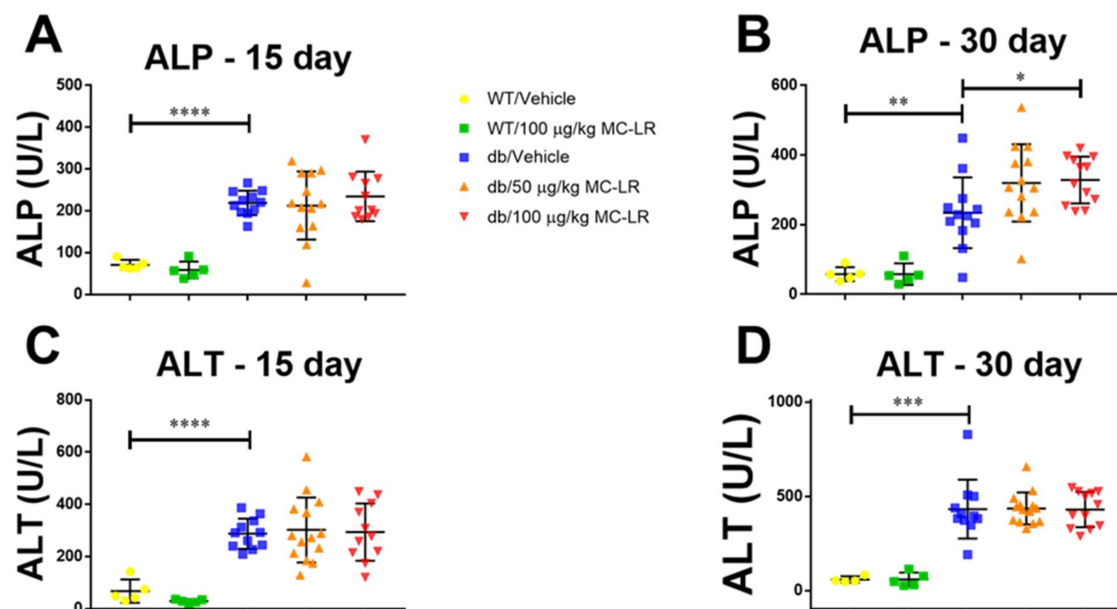 A
ALP - 15 day
ALP (U/L)
500
400
300
200
100
0
****
WT/Vehicle
WT/100 μg/kg MC-LR
db/Vehicle
db/50 μg/kg MC-LR
db/100 μg/kg MC-LR
B
ALP - 30 day
ALP (U/L)
600
400
200
0
**
*
C
ALT - 15 day
ALT (U/L)
800
600
400
200
0
****
D
ALT - 30 day
ALT (U/L)
1000
500
0
***